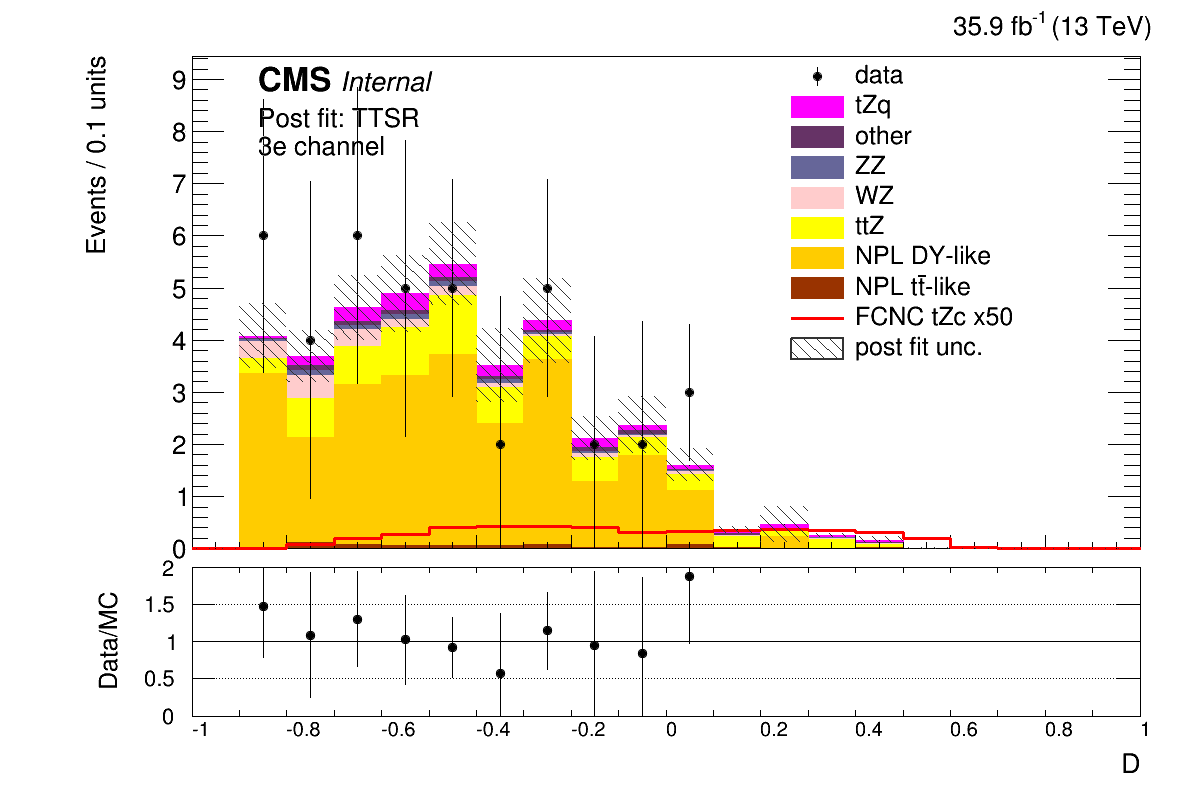 35.9 fb-1 (13 TeV)
CMS Internal
Post fit: TTSR
3e channel
data
tZq
other
ZZ
WZ
ttZ
NPL DY-like
NPL tt̄-like
FCNC tZc x50
post fit unc.
Events / 0.1 units
9
8
7
6
5
4
3
2
1
0
Data/MC
2
1.5
1
0.5
0
-1 -0.8 -0.6 -0.4 -0.2 0 0.2 0.4 0.6 0.8 1
D